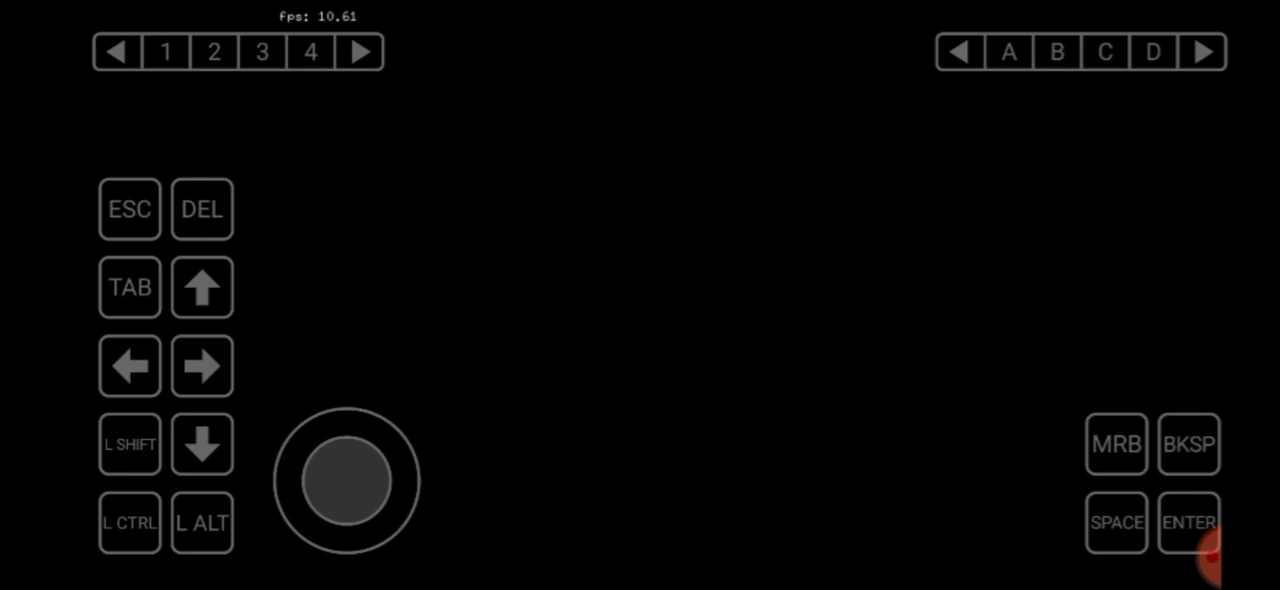 fps: 10.61
1 2 3 4
A B C D
ESC DEL
TAB
L SHIFT
MRB BKSP
L CTRL L ALT
SPACE ENTER